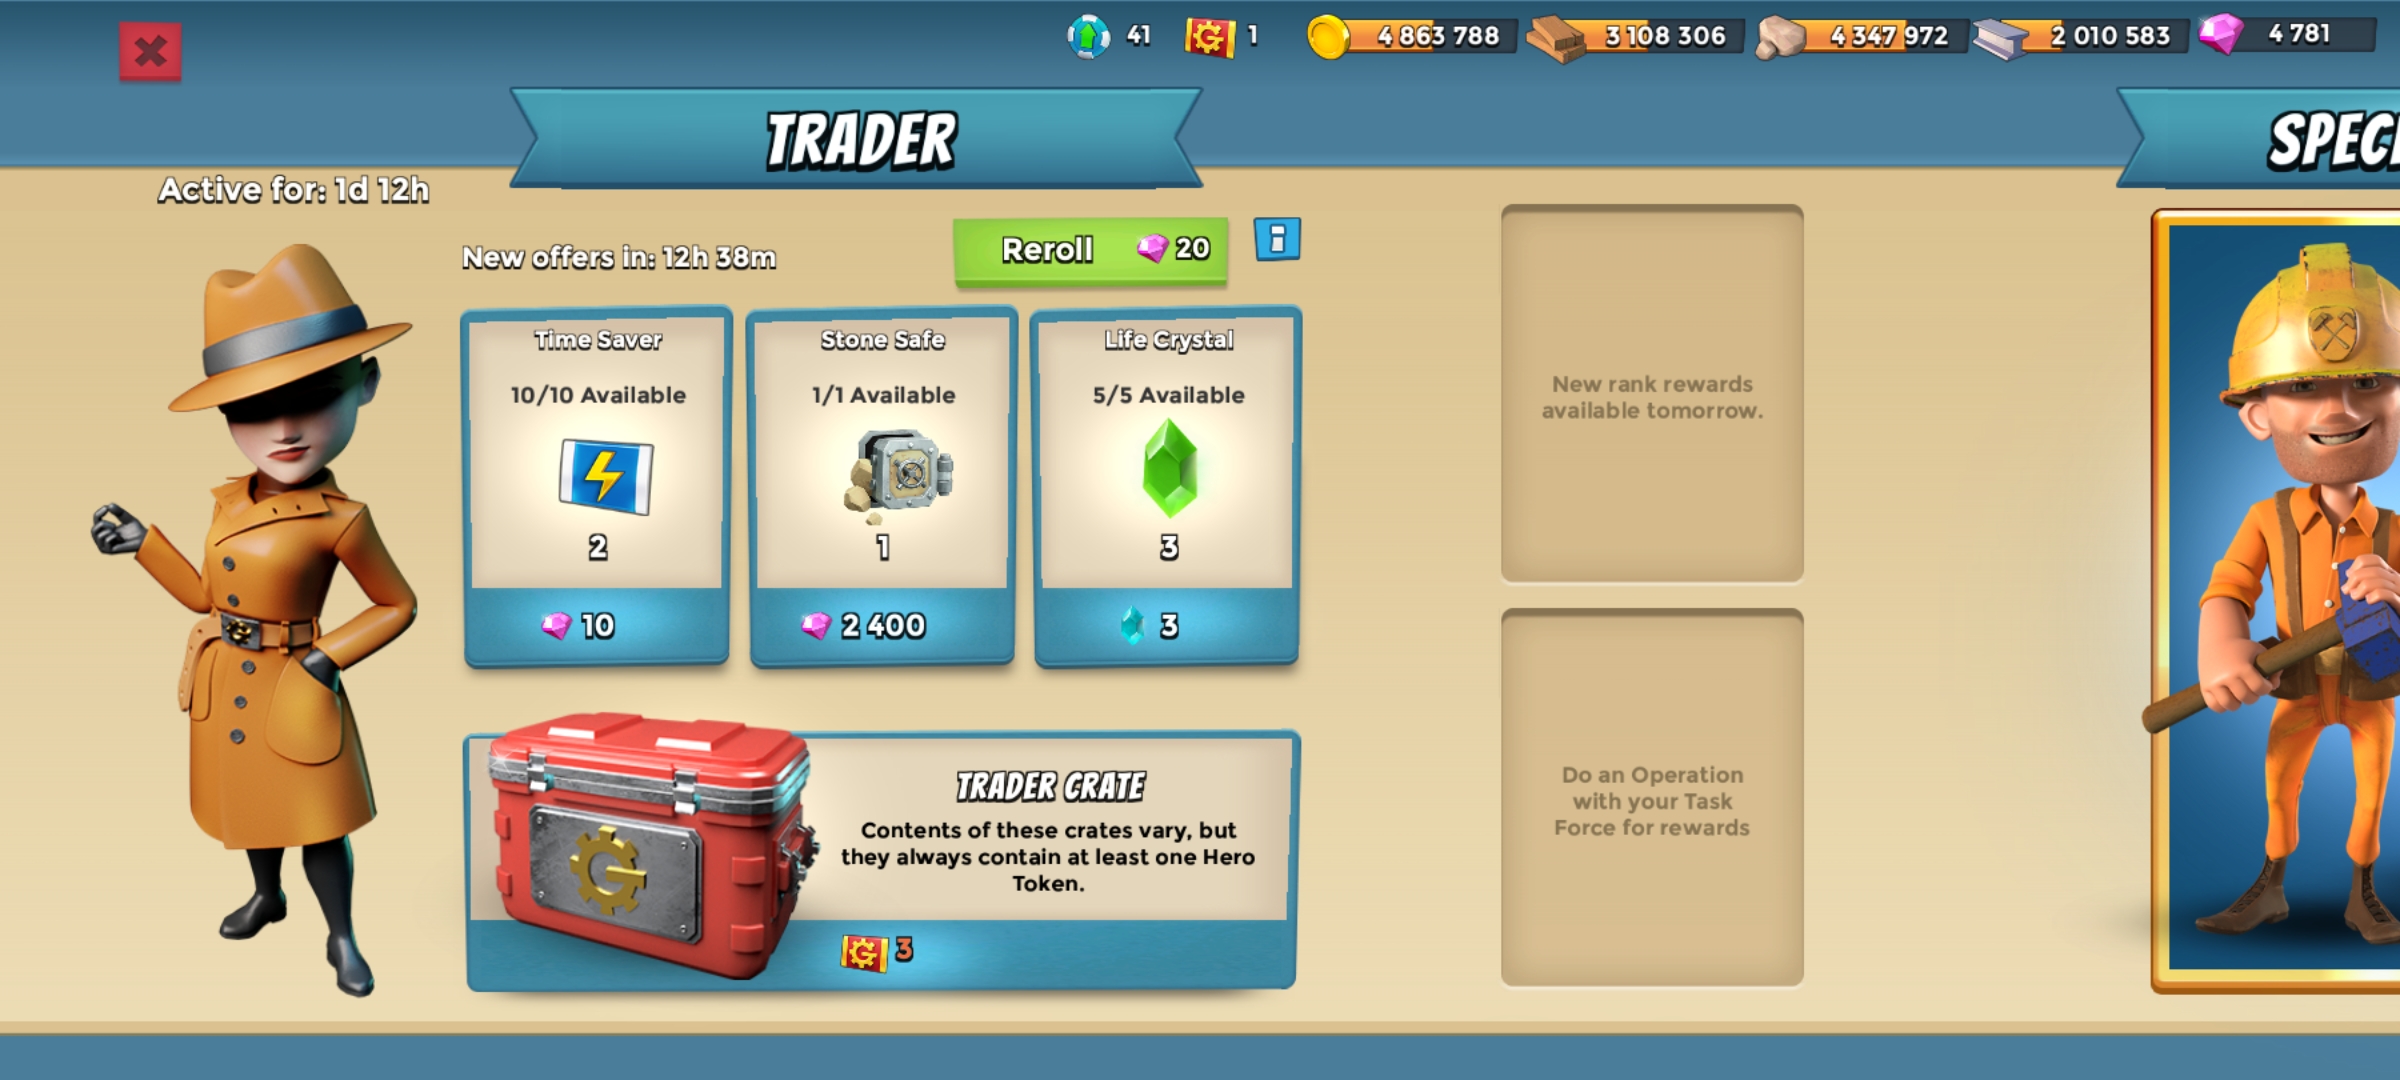 41
1
4 863 788
3 108 306
4 347 972
2 010 583
4 781
TRADER
Active for: 1d 12h
New offers in: 12h 38m
Reroll 20
i
Time Saver
10/10 Available
2
10
Stone Safe
1/1 Available
1
2 400
Life Crystal
5/5 Available
3
3
TRADER CRATE
Contents of these crates vary, but
they always contain at least one Hero
Token.
3
New rank rewards
available tomorrow.
Do an Operation
with your Task
Force for rewards
SPEC